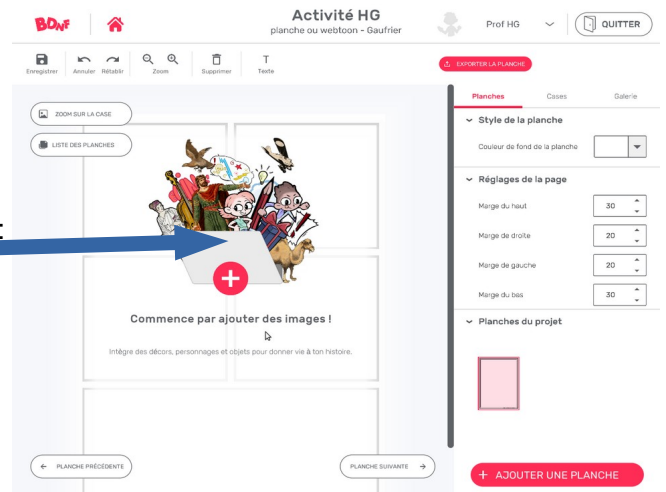 BDNF
Activité HG
planche ou webtoon - Gaufrier
Prof HG
QUITTER
Enregistrer
Annuler
Rétablir
Zoom
Supprimer
T
Texte
EXPORTER LA PLANCHE
ZOOM SUR LA CASE
LISTE DES PLANCHES
Commence par ajouter des images !
Intègre des décors, personnages et objets pour donner vie à ton histoire.
PLANCHE PRÉCÉDENTE
PLANCHE SUIVANTE
Planches
Cases
Galerie
Style de la planche
Couleur de fond de la planche
Réglages de la page
Marge du haut 30
Marge de droite 20
Marge de gauche 20
Marge du bas 30
Planches du projet
+ AJOUTER UNE PLANCHE